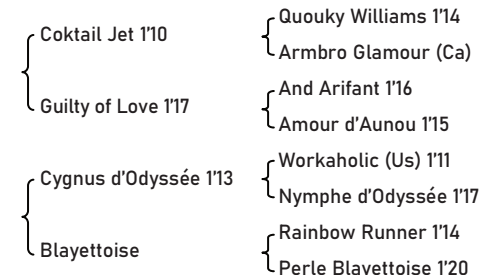 Quouky Williams 1'14
Coktail Jet 1'10
Armbro Glamour (Ca)
And Arifant 1'16
Guilty of Love 1'17
Amour d'Aunou 1'15
Workaholic (Us) 1'11
Cygnus d'Odyssée 1'13
Nymphe d'Odyssée 1'17
Rainbow Runner 1'14
Blayettoise
Perle Blayettoise 1'20